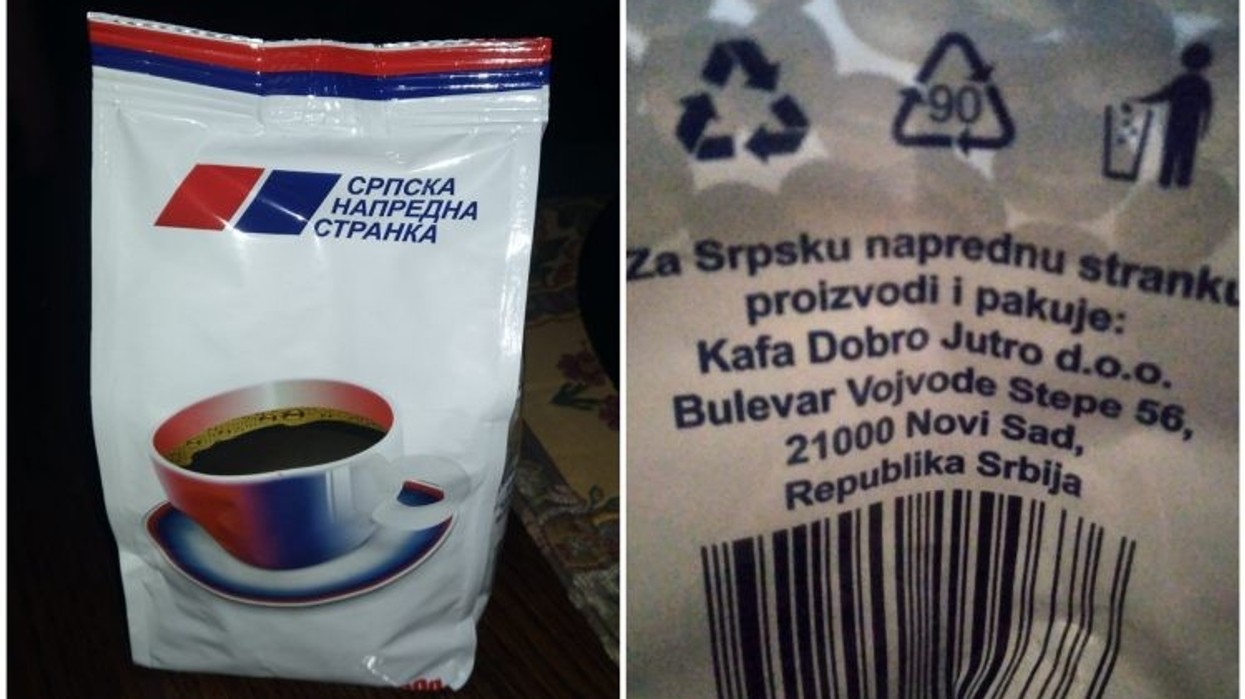 СРПСКА
НАПРЕДНА
СТРАНКА
90
Za Srpsku naprednu stranku
proizvodi i pakuje:
Kafa Dobro Jutro d.o.o.
Bulevar Vojvode Stepe 56,
21000 Novi Sad,
Republika Srbija